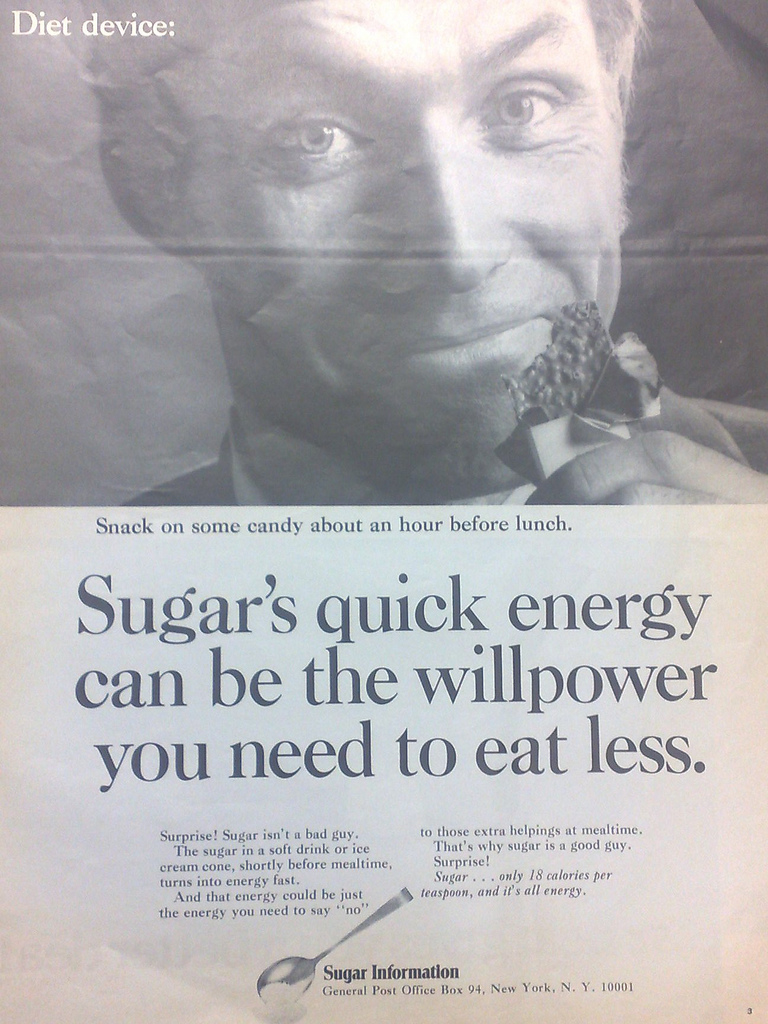 Diet device:
Snack on some candy about an hour before lunch.
Sugar's quick energy
can be the willpower
you need to eat less.
Surprise! Sugar isn't a bad guy.
The sugar in a soft drink or ice
cream cone, shortly before mealtime,
turns into energy fast.
And that energy could be just
the energy you need to say "no"
to those extra helpings at mealtime.
That's why sugar is a good guy.
Surprise!
Sugar . . . only 18 calories per
teaspoon, and it's all energy.
Sugar Information
General Post Office Box 94, New York, N. Y. 10001
3